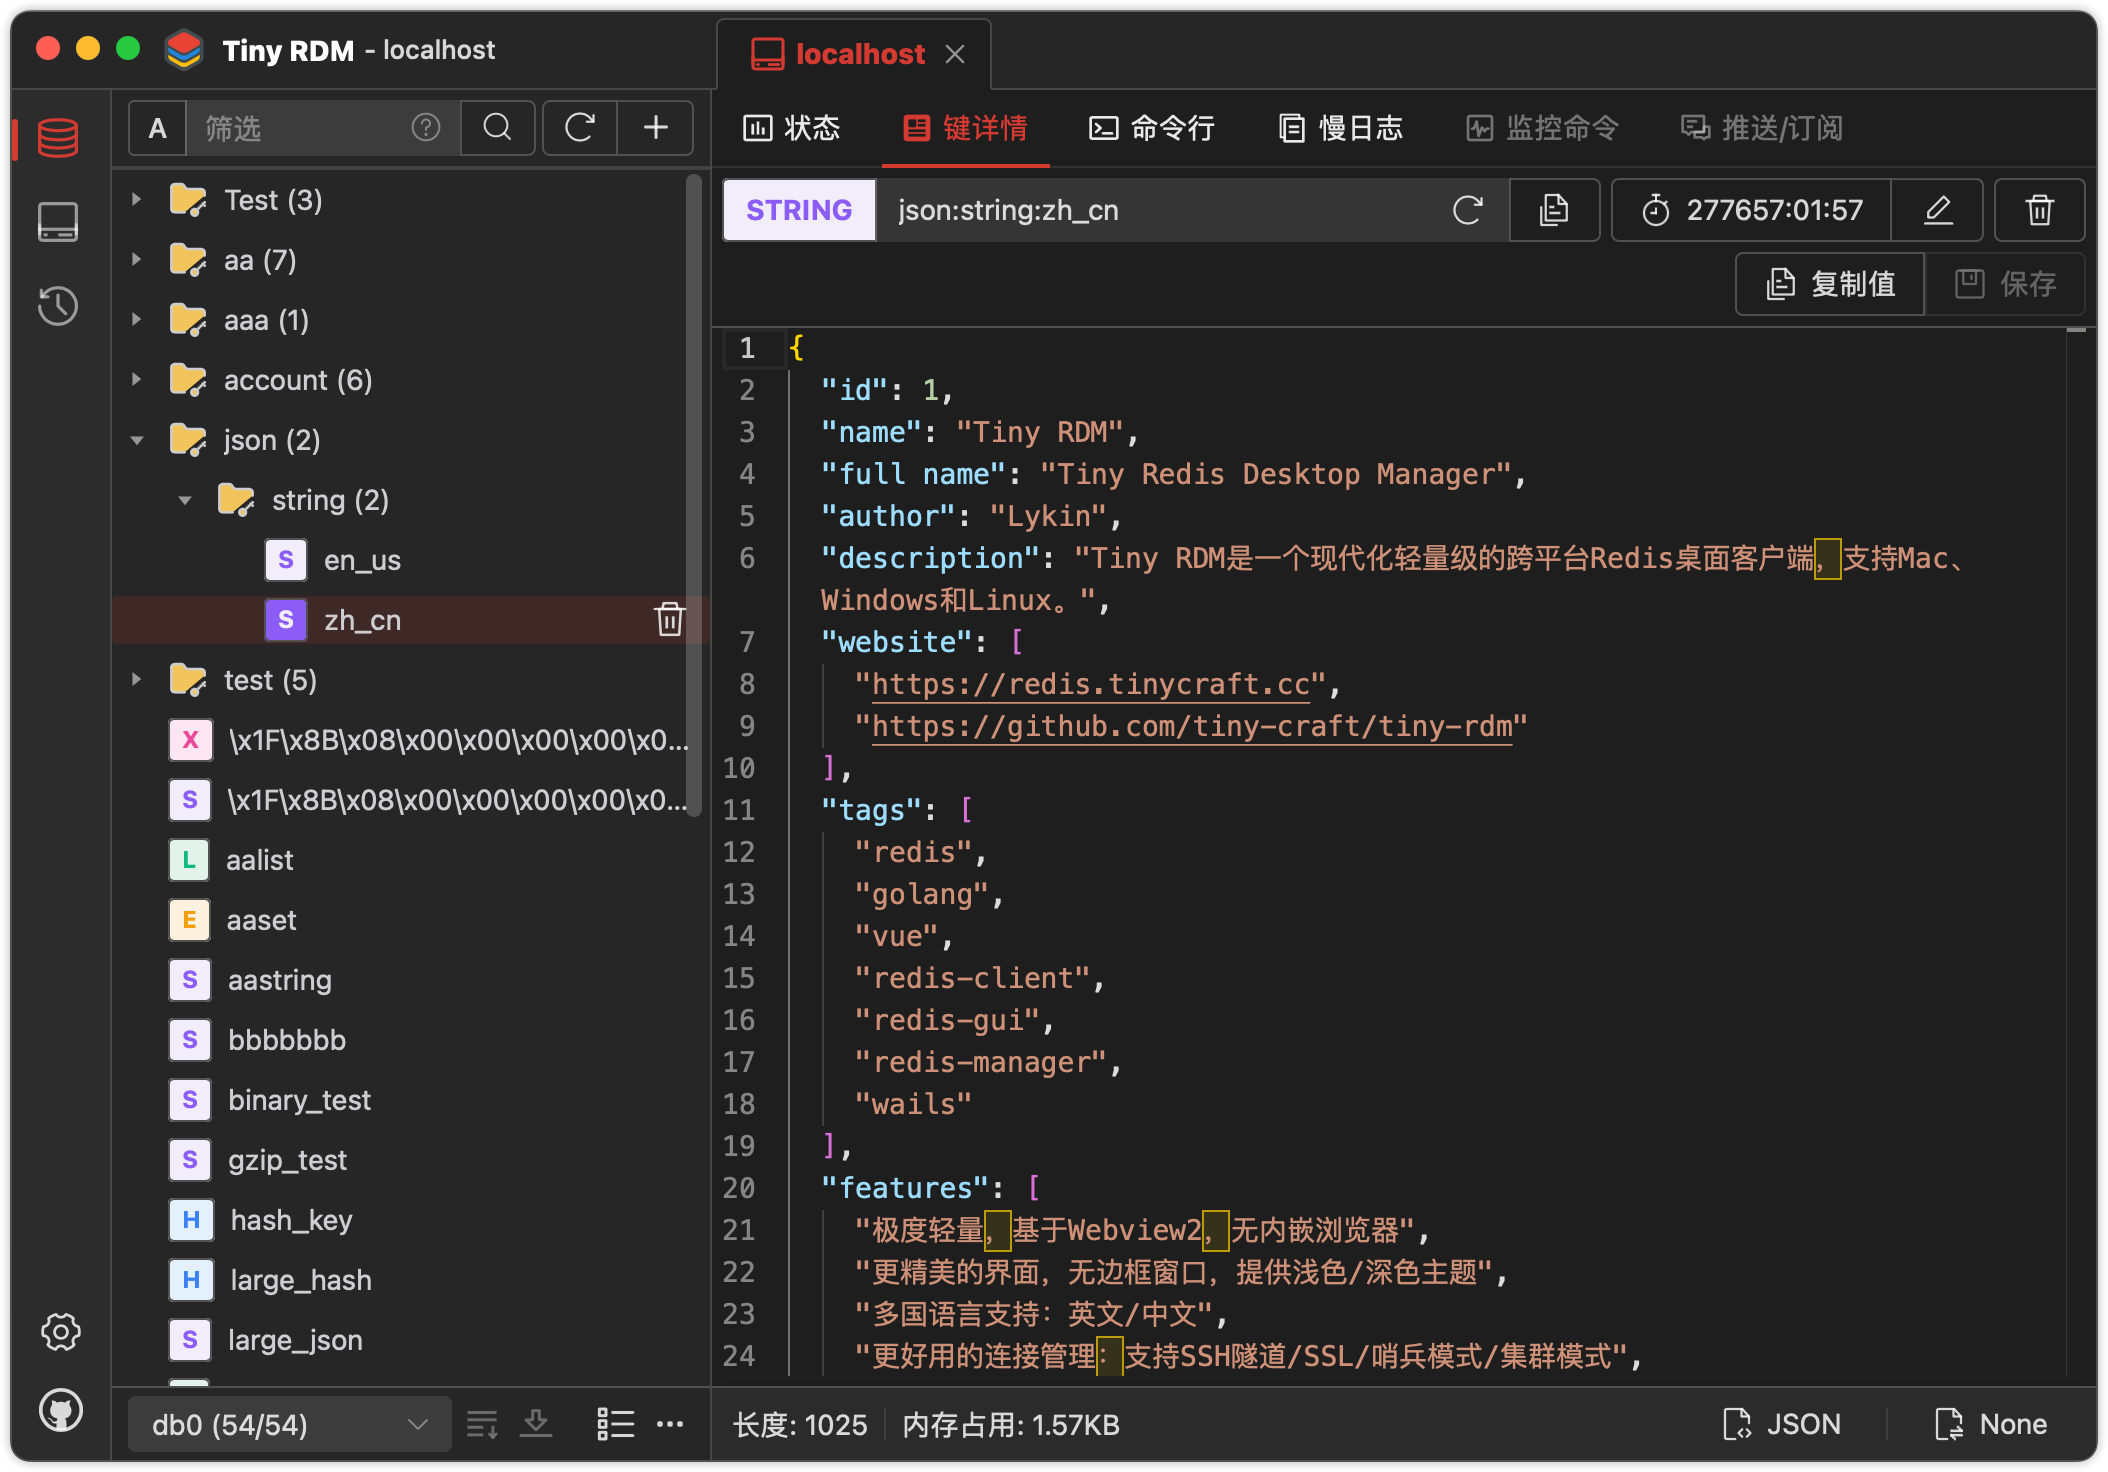 Tiny RDM - localhost
localhost
A 筛选
状态 键详情 命令行 慢日志 监控命令 推送/订阅
Test (3)
aa (7)
aaa (1)
account (6)
json (2)
string (2)
S en_us
S zh_cn
test (5)
X \x1F\x8B\x08\x00\x00\x00\x00\x0...
S \x1F\x8B\x08\x00\x00\x00\x00\x0...
L aalist
E aaset
S aastring
S bbbbbbb
S binary_test
S gzip_test
H hash_key
H large_hash
S large_json
db0 (54/54)
STRING json:string:zh_cn 277657:01:57
复制值 保存
1 {
2 "id": 1,
3 "name": "Tiny RDM",
4 "full name": "Tiny Redis Desktop Manager",
5 "author": "Lykin",
6 "description": "Tiny RDM是一个现代化轻量级的跨平台Redis桌面客户端，支持Mac、
Windows和Linux。",
7 "website": [
8 "https://redis.tinycraft.cc",
9 "https://github.com/tiny-craft/tiny-rdm"
10 ],
11 "tags": [
12 "redis",
13 "golang",
14 "vue",
15 "redis-client",
16 "redis-gui",
17 "redis-manager",
18 "wails"
19 ],
20 "features": [
21 "极度轻量，基于Webview2，无内嵌浏览器",
22 "更精美的界面，无边框窗口，提供浅色/深色主题",
23 "多国语言支持：英文/中文",
24 "更好用的连接管理：支持SSH隧道/SSL/哨兵模式/集群模式",
长度: 1025 内存占用: 1.57KB
JSON None